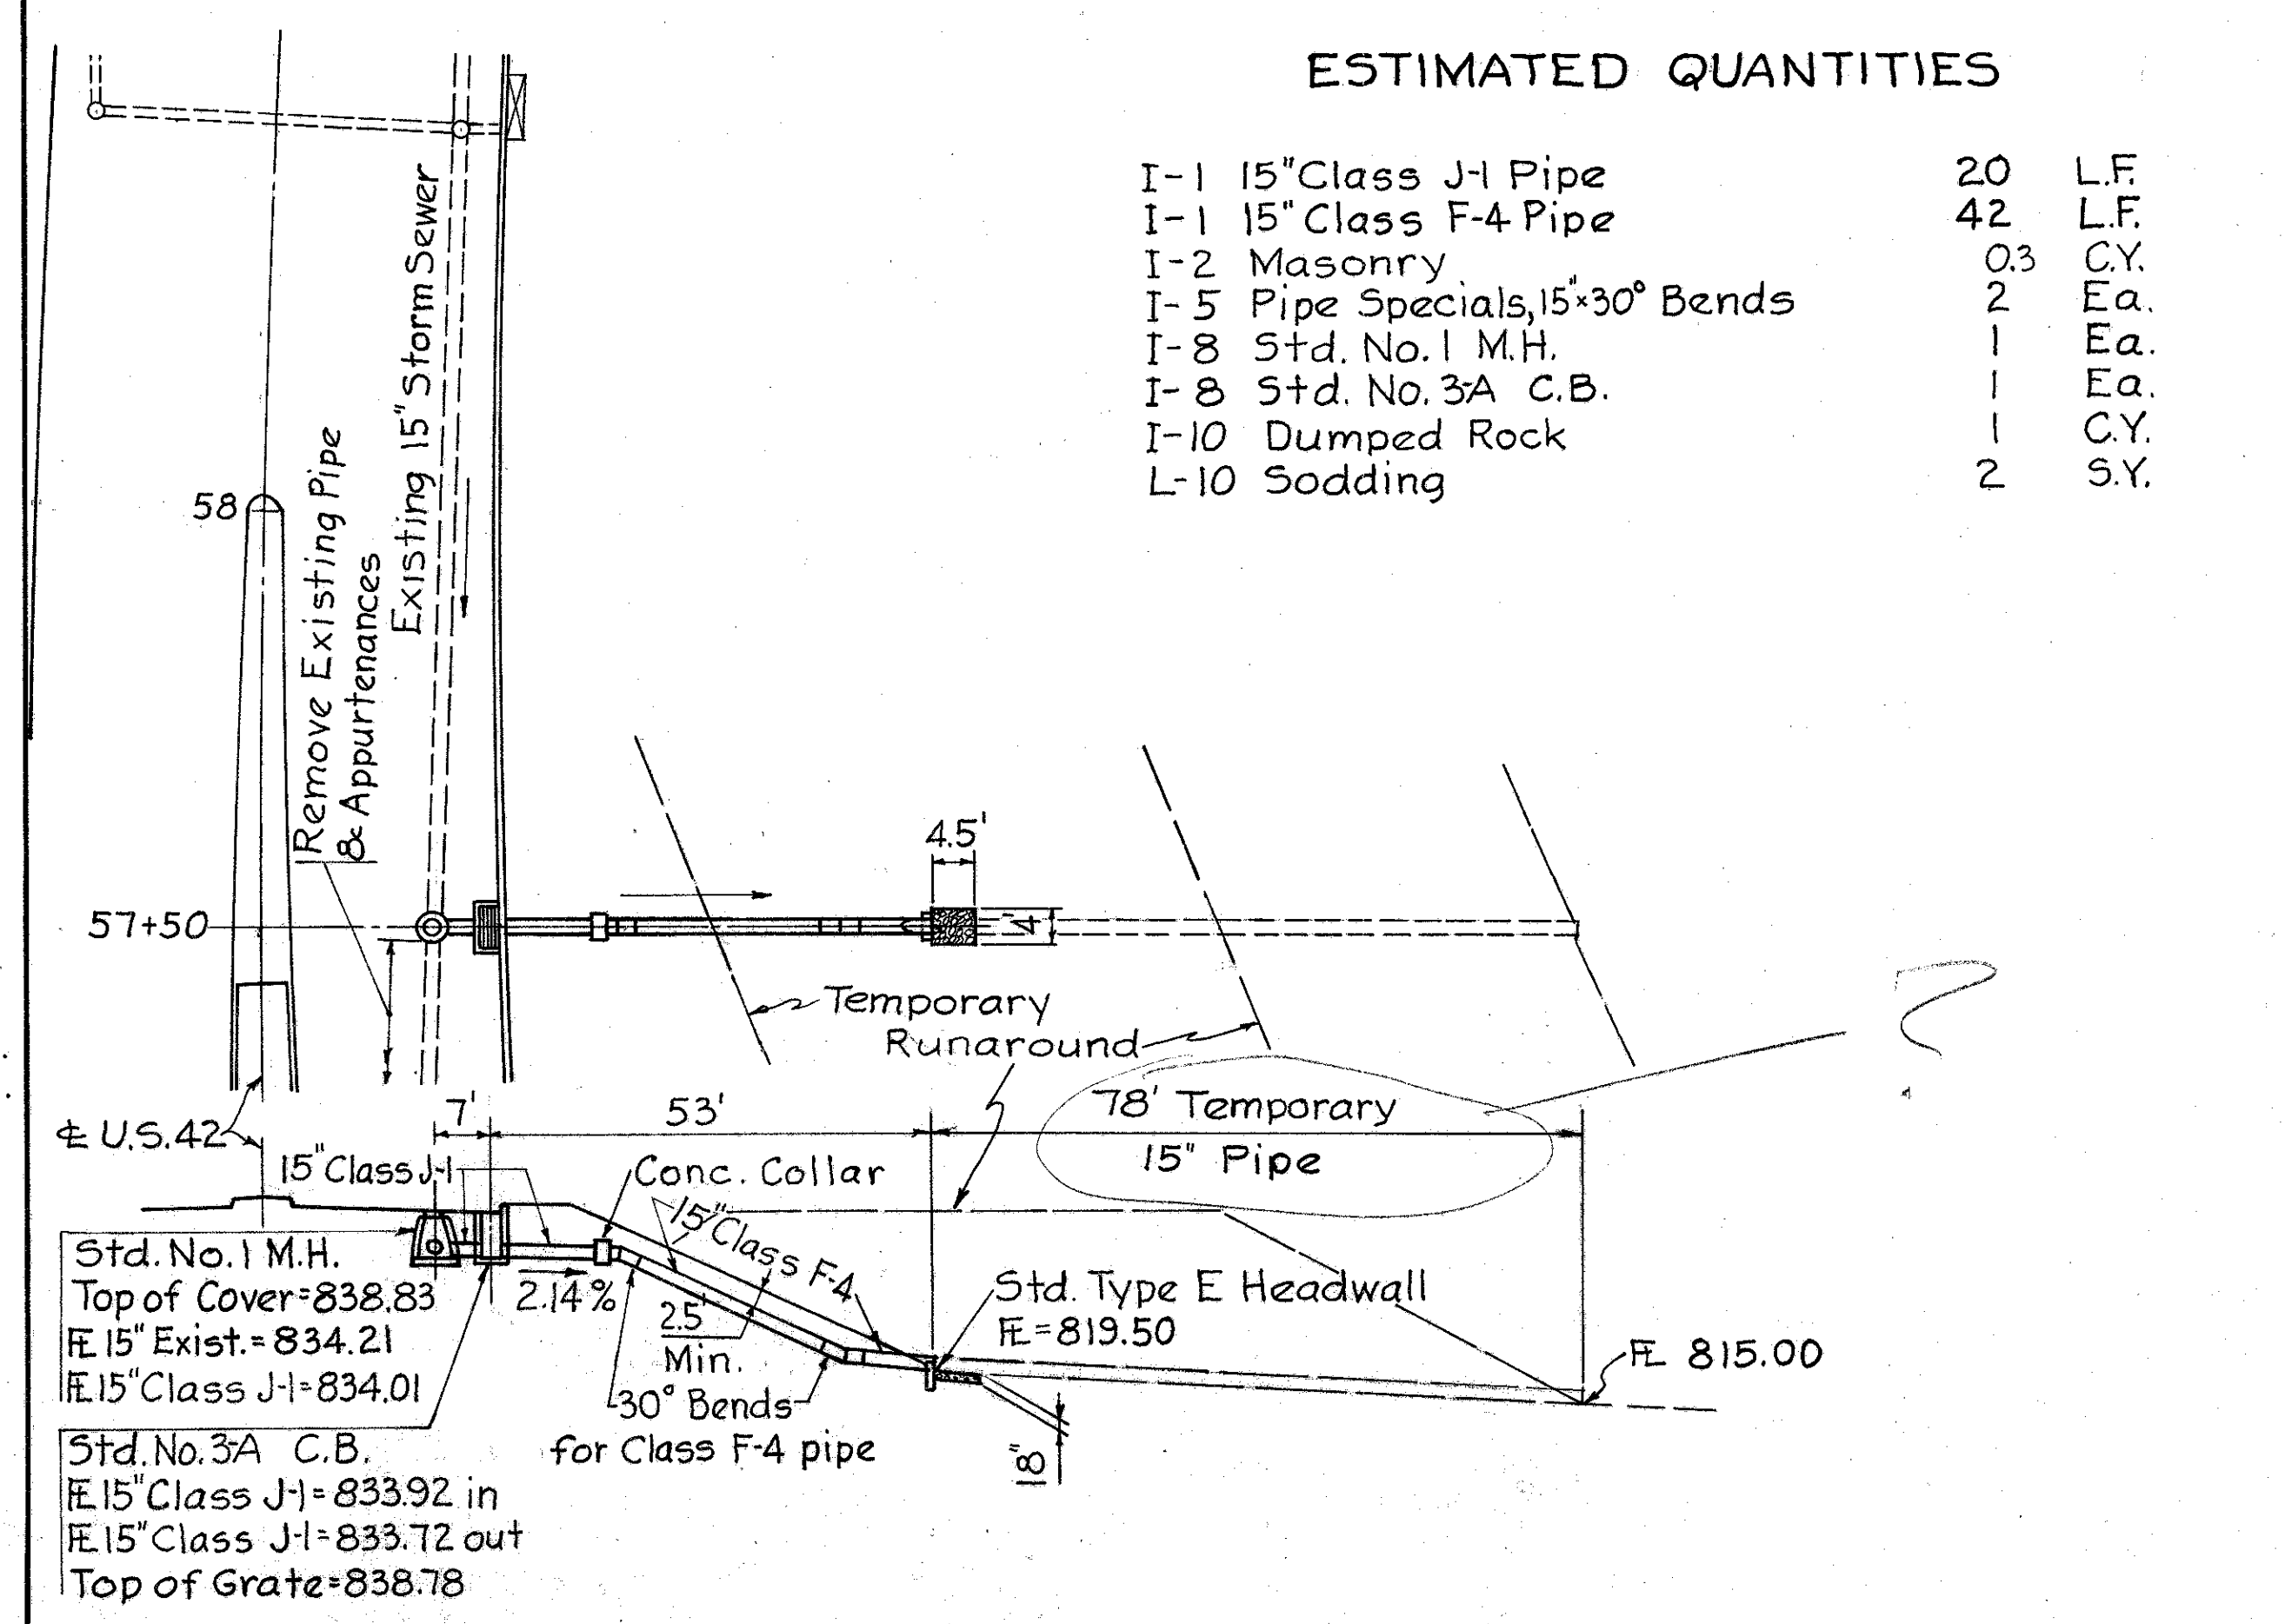 ESTIMATED QUANTITIES
I-1 15" Class J-1 Pipe 20 L.F.
I-1 15" Class F-4 Pipe 42 L.F.
I-2 Masonry 0.3 C.Y.
I-5 Pipe Specials, 15"x30° Bends 2 Ea.
I-8 Std. No. 1 M.H. 1 Ea.
I-8 Std. No. 3-A C.B. 1 Ea.
I-10 Dumped Rock 1 C.Y.
L-10 Sodding 2 S.Y.
Existing 15" Storm Sewer
58
Remove Existing Pipe
& Appurtenances
4.5'
57+50
4'
Temporary
Runaround
℄ U.S. 42
7'
53'
78' Temporary
15" Pipe
15" Class J-1
Conc. Collar
15" Class F-4
Std. No. 1 M.H.
Top of Cover=838.83
FL 15" Exist.=834.21
FL 15" Class J-1=834.01
2.14%
2.5'
Min.
Std. Type E Headwall
FL=819.50
FL 815.00
30° Bends
for Class F-4 pipe
18"
Std. No. 3-A C.B.
FL 15" Class J-1=833.92 in
FL 15" Class J-1=833.72 out
Top of Grate=838.78